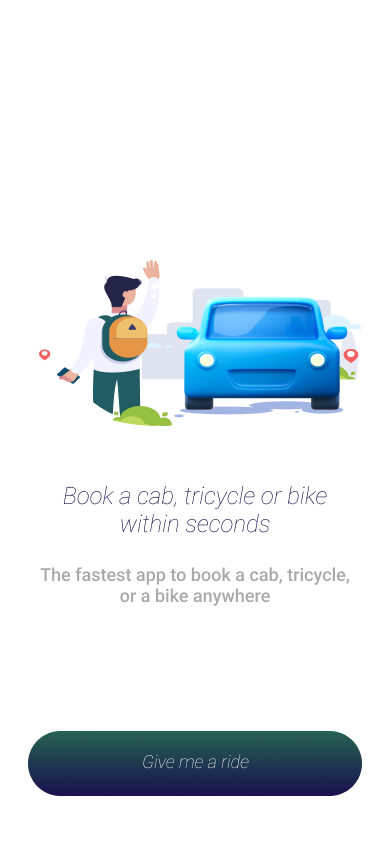 Book a cab, tricycle or bike
within seconds
The fastest app to book a cab, tricycle,
or a bike anywhere
Give me a ride